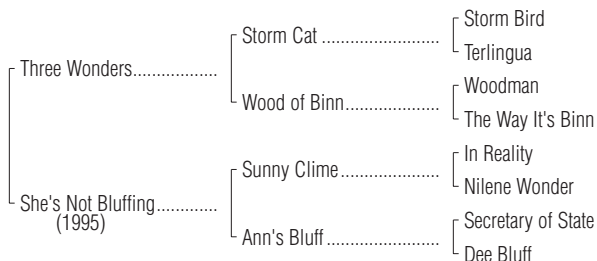 Storm Bird
Storm Cat ........................
Terlingua
Three Wonders.................
Woodman
Wood of Binn...................
The Way It's Binn
In Reality
Sunny Clime....................
Nilene Wonder
She's Not Bluffing............
(1995)
Secretary of State
Ann's Bluff .......................
Dee Bluff